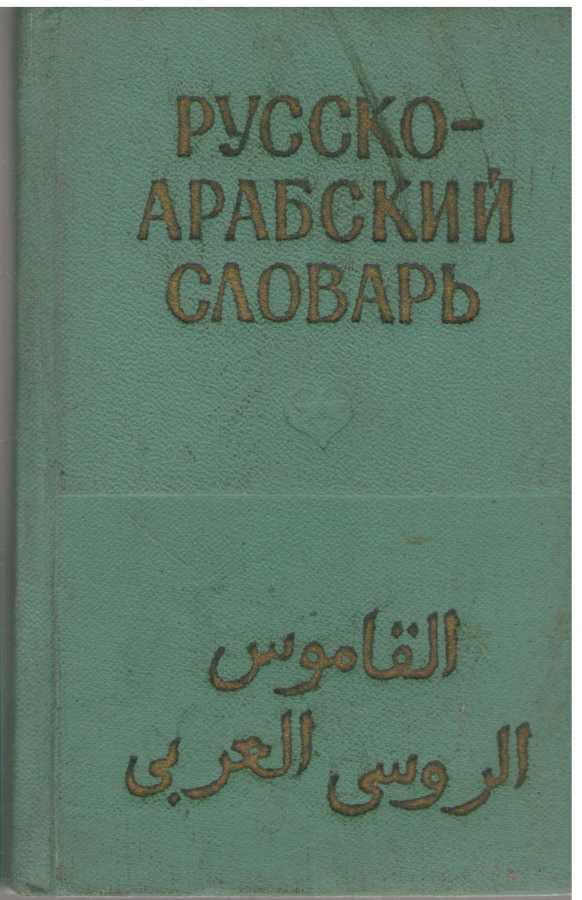 РУССКО-
АРАБСКИЙ
СЛОВАРЬ
القاموس
الروسى العربى